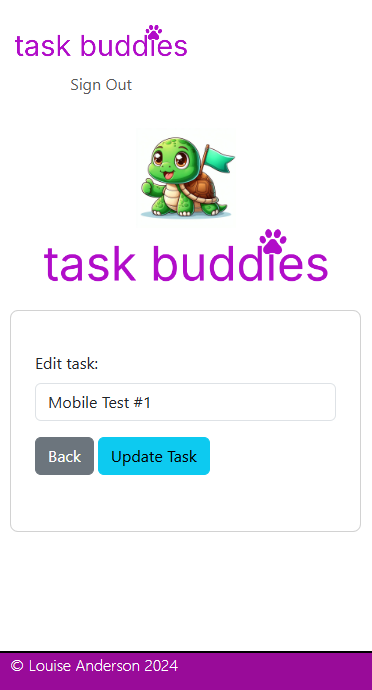 task buddies
Sign Out
task buddies
Edit task:
Mobile Test #1
Back Update Task
© Louise Anderson 2024